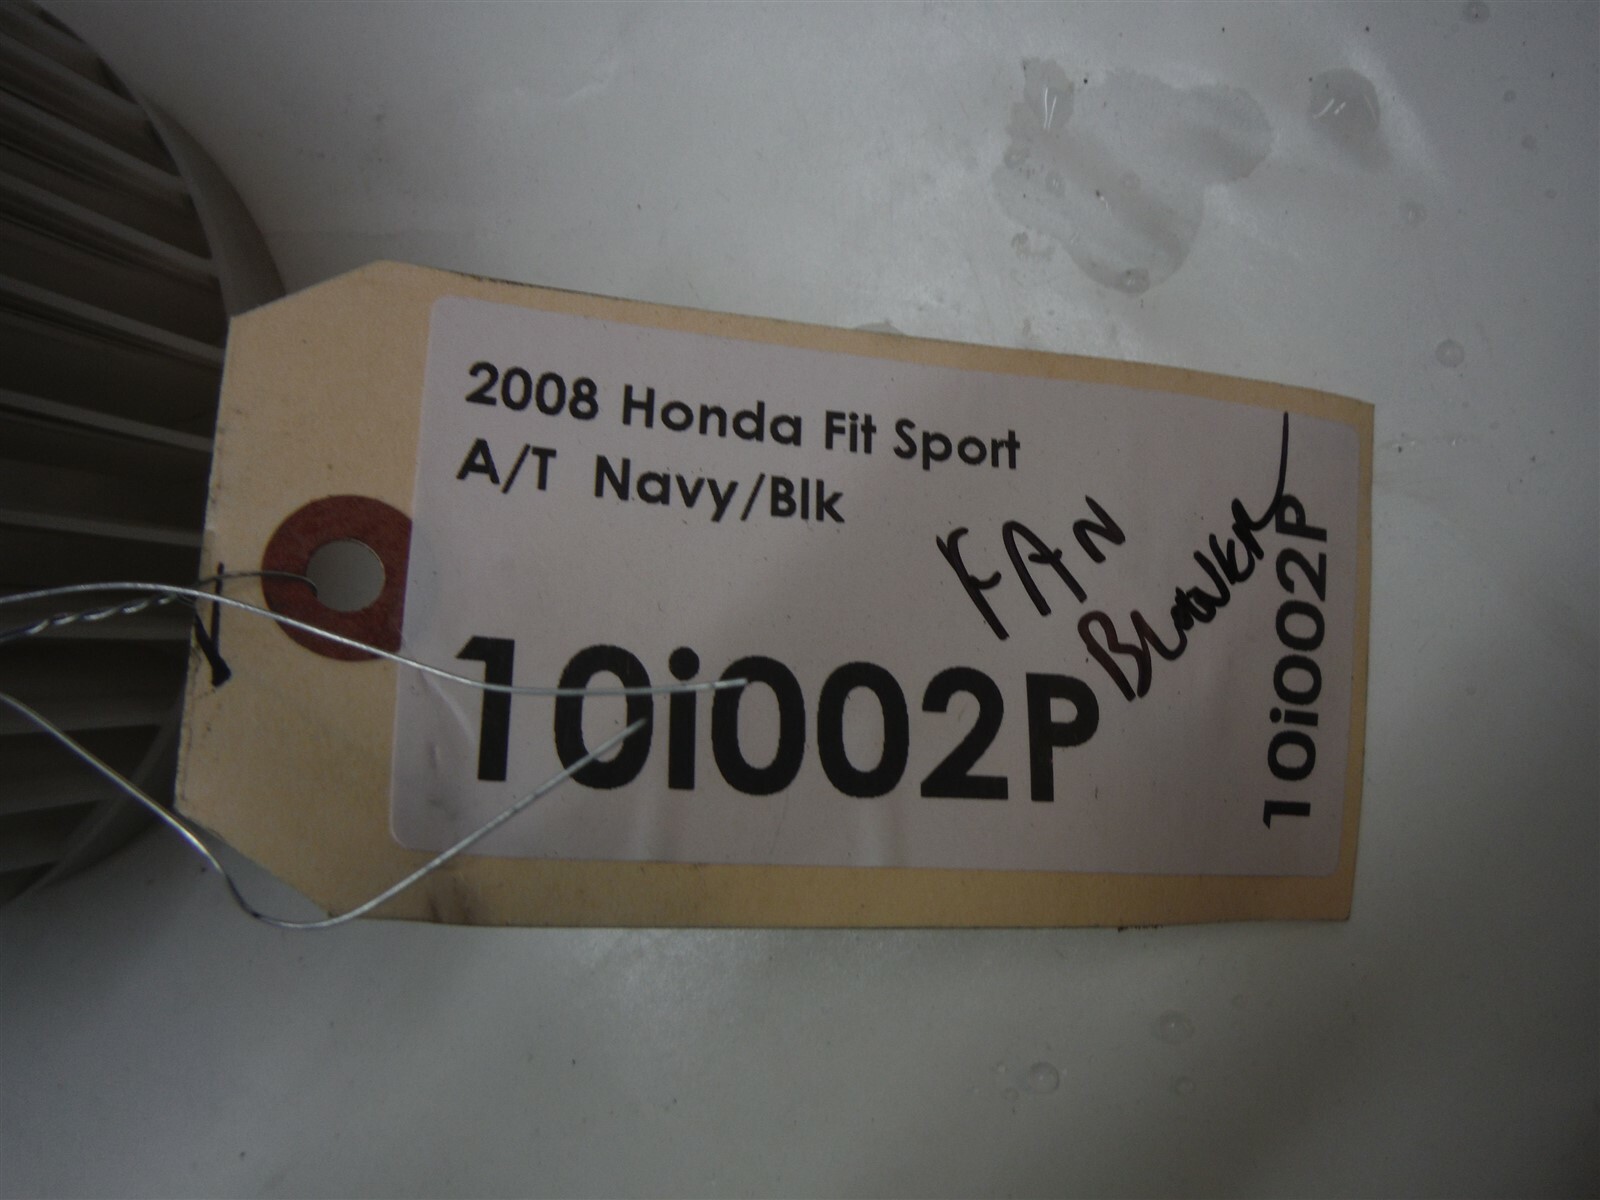 2008 Honda Fit Sport
A/T Navy/Blk
FAN
BLOWER
10i002P
10i002P